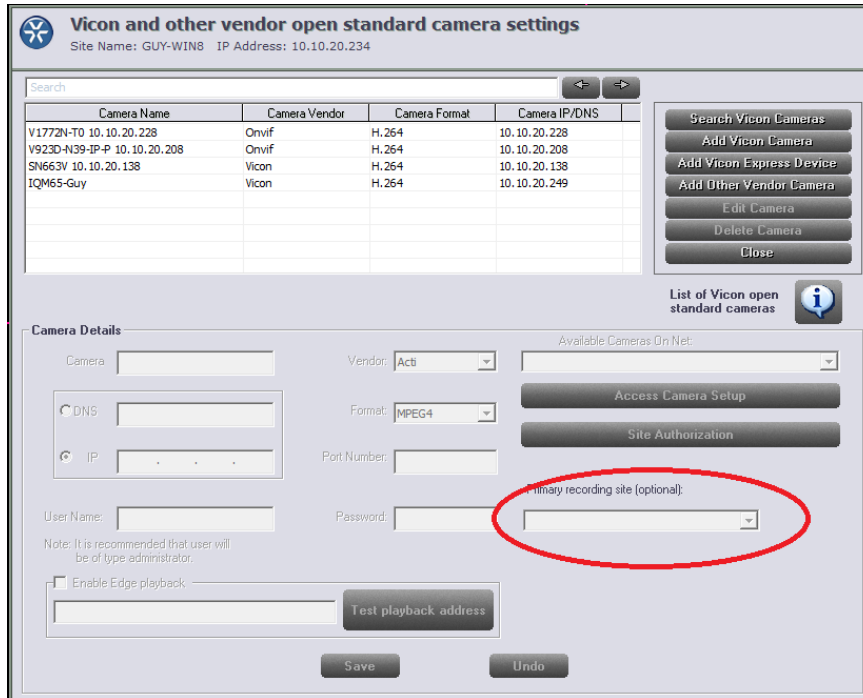 Vicon and other vendor open standard camera settings
Site Name: GUY-WIN8 IP Address: 10.10.20.234
Search
Camera Name Camera Vendor Camera Format Camera IP/DNS
V1772N-T0 10.10.20.228 Onvif H.264 10.10.20.228
V923D-N39-IP-P 10.10.20.208 Onvif H.264 10.10.20.208
SN663V 10.10.20.138 Vicon H.264 10.10.20.138
IQM65-Guy Vicon H.264 10.10.20.249
Search Vicon Cameras
Add Vicon Camera
Add Vicon Express Device
Add Other Vendor Camera
Edit Camera
Delete Camera
Close
List of Vicon open
standard cameras
Camera Details
Camera
Vendor: Acti
Available Cameras On Net:
DNS
Format: MPEG4
Access Camera Setup
Site Authorization
IP . . .
Port Number:
Primary recording site (optional):
User Name:
Password:
Note: It is recommended that user will
be of type administrator.
Enable Edge playback
Test playback address
Save Undo